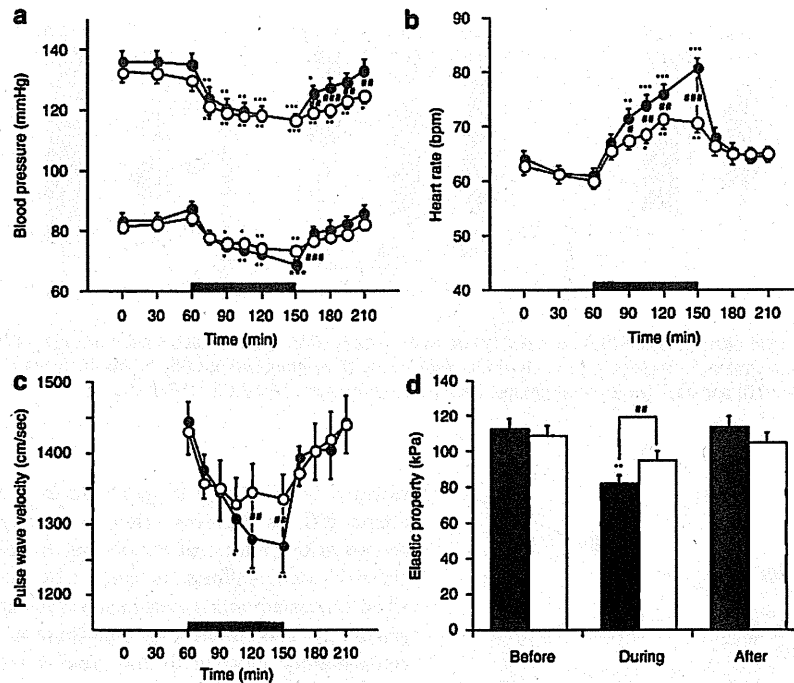 a
Blood pressure (mmHg)
140
120
100
80
60
0 30 60 90 120 150 180 210
Time (min)
b
Heart rate (bpm)
90
80
70
60
50
40
0 30 60 90 120 150 180 210
Time (min)
c
Pulse wave velocity (cm/sec)
1500
1400
1300
1200
0 30 60 90 120 150 180 210
Time (min)
d
Elastic property (kPa)
140
120
100
80
60
40
20
0
##
Before During After